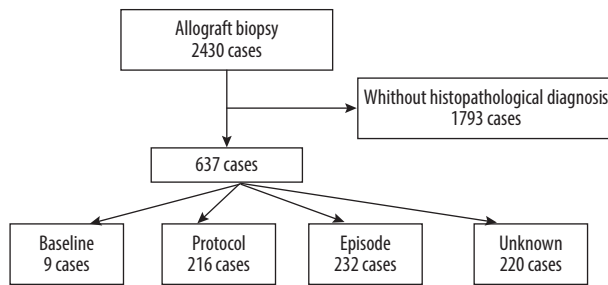 Allograft biopsy
2430 cases
Whithout histopathological diagnosis
1793 cases
637 cases
Baseline
9 cases
Protocol
216 cases
Episode
232 cases
Unknown
220 cases